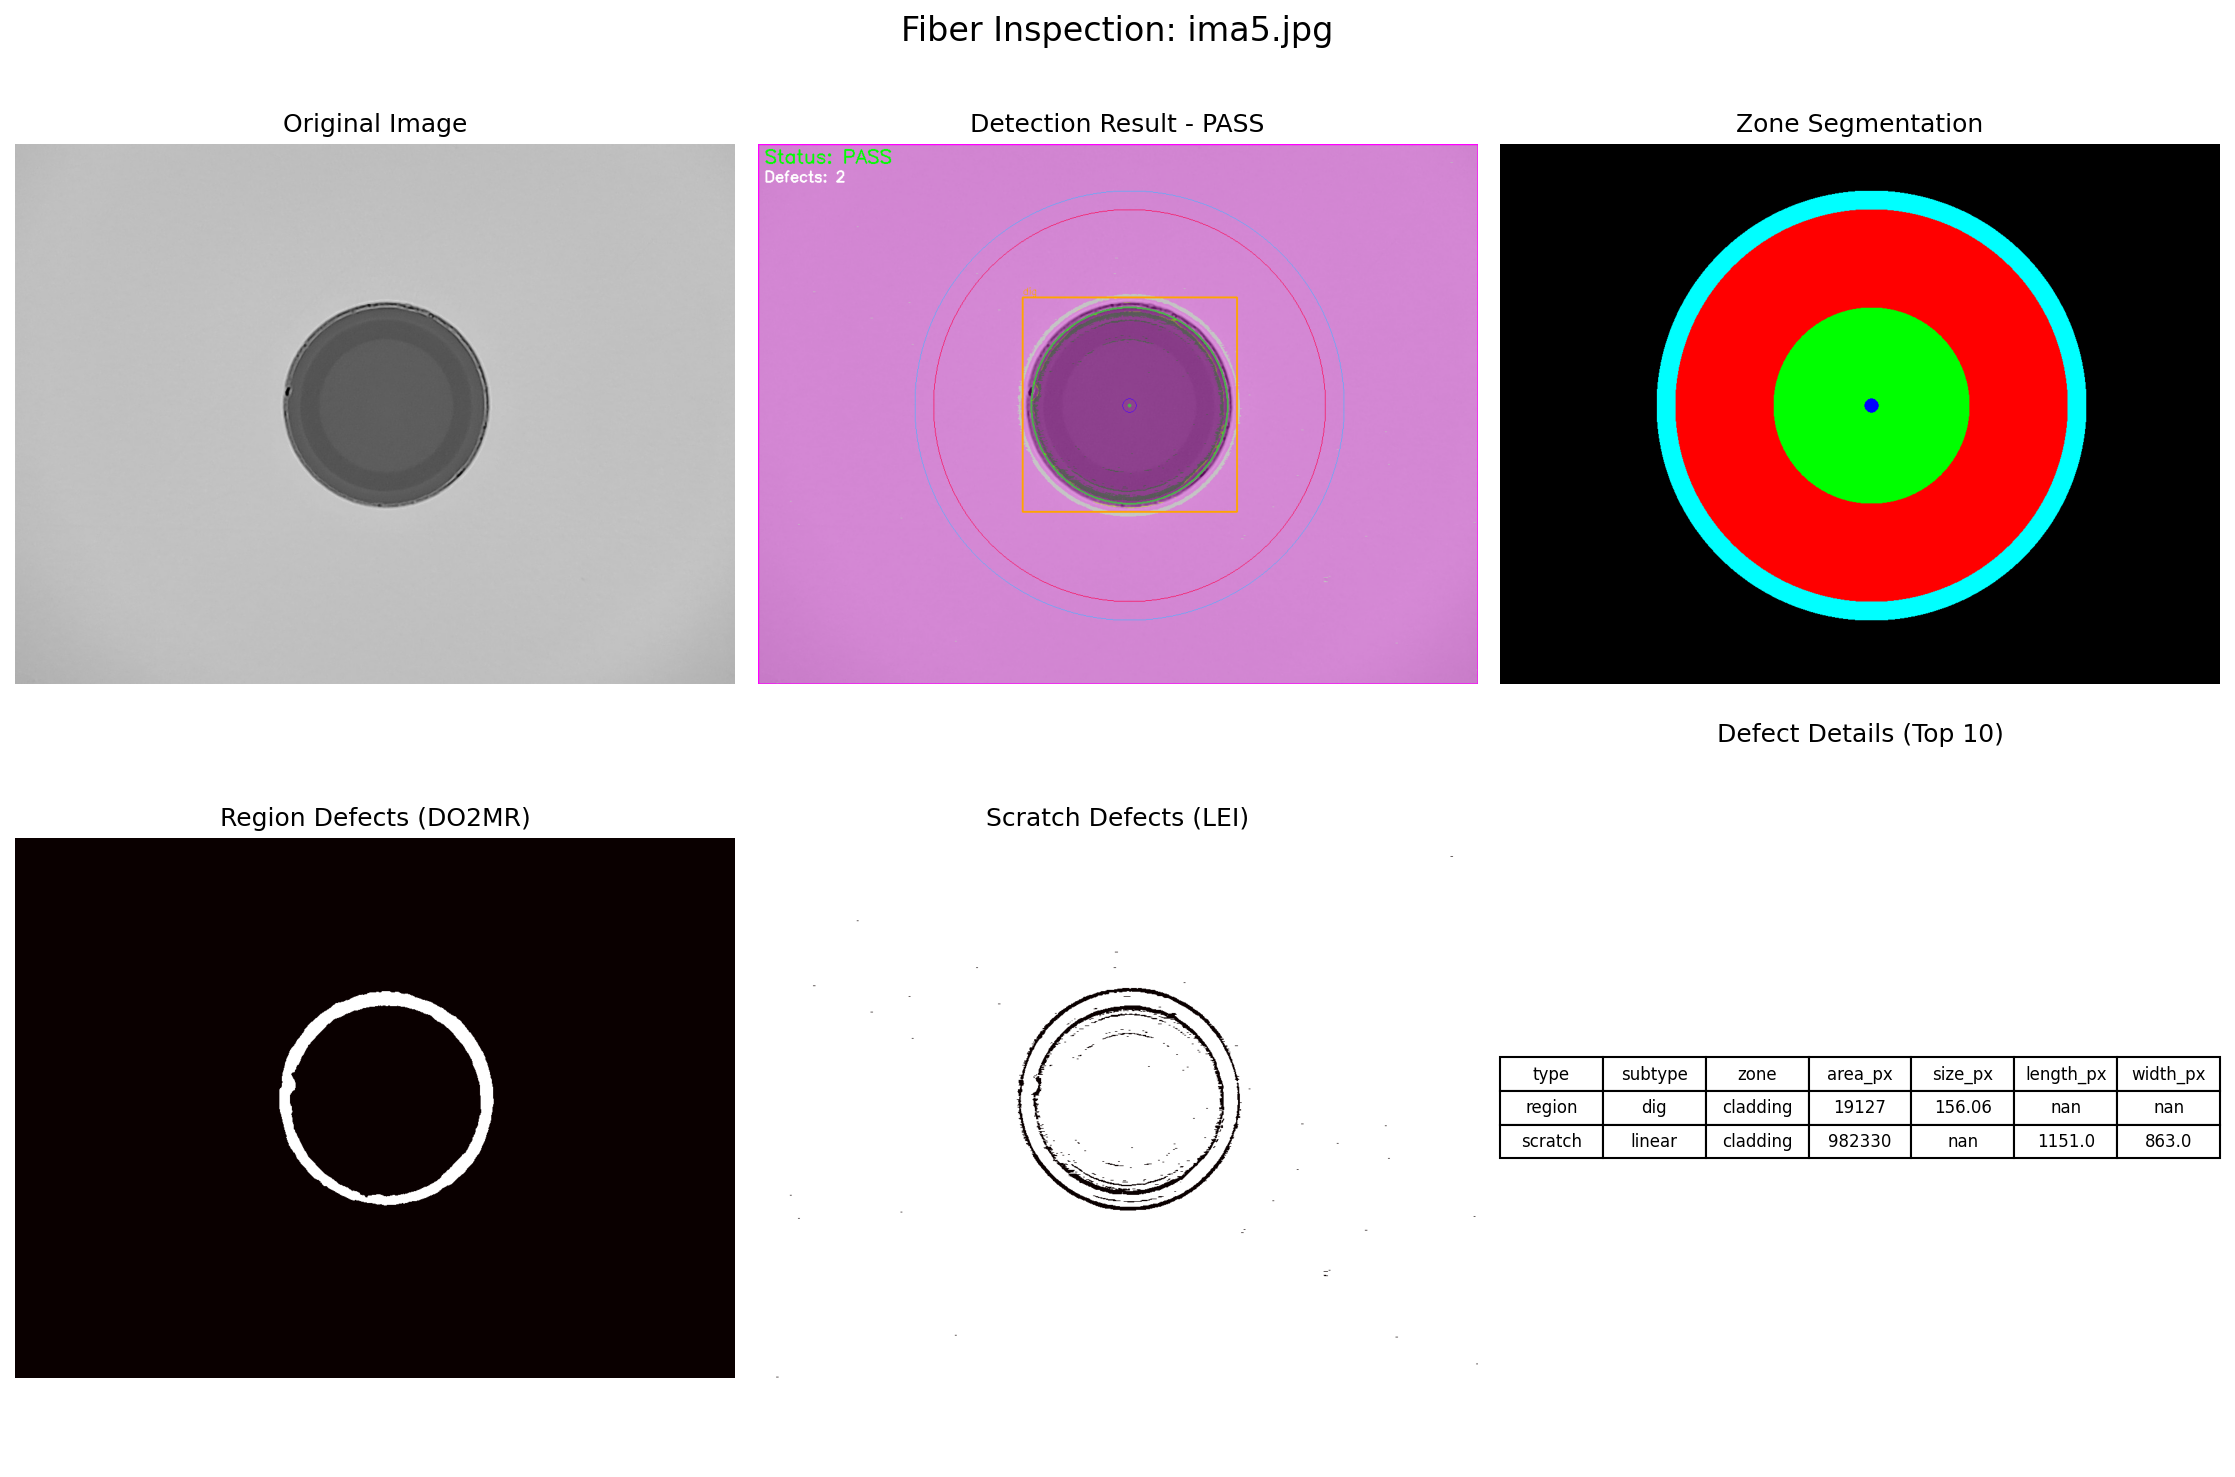 Fiber Inspection: ima5.jpg
Original Image
Detection Result - PASS
Zone Segmentation
Status: PASS
Defects: 2
Region Defects (DO2MR)
Scratch Defects (LEI)
Defect Details (Top 10)
type subtype zone area_px size_px length_px width_px
region dig cladding 19127 156.06 nan nan
scratch linear cladding 982330 nan 1151.0 863.0